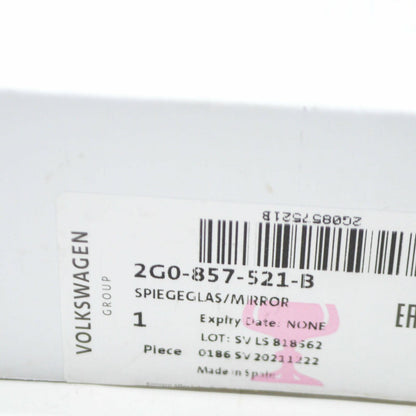 VOLKSWAGEN
GROUP
2G0857521B
2G0-857-521-B
SPIEGEGLAS/MIRROR
1
Piece
Expiry Date: NONE
LOT: SV LS 818562
0186 SV 20211222
Made in Spain